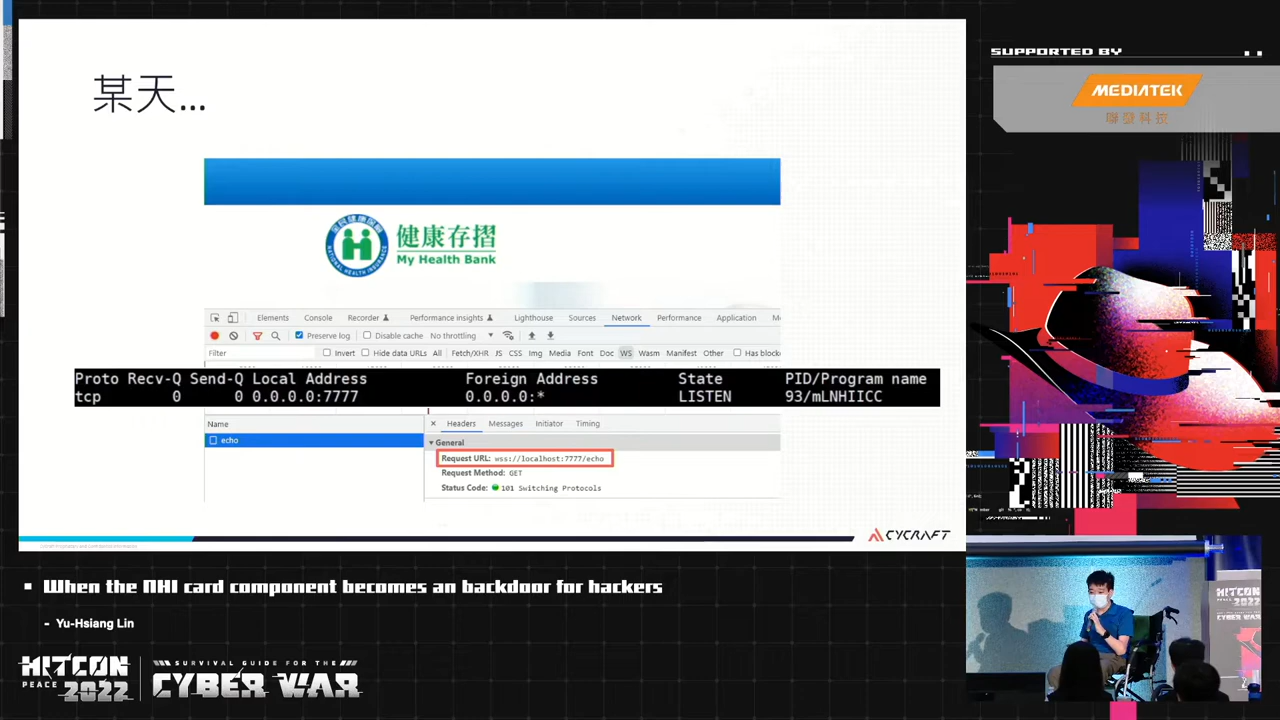 某天...
健康存摺
My Health Bank
Elements Console Recorder Performance insights Lighthouse Sources Network Performance Application
Preserve log Disable cache No throttling
Filter Invert Hide data URLs All Fetch/XHR JS CSS Img Media Font Doc WS Wasm Manifest Other Has blocke
Proto Recv-Q Send-Q Local Address Foreign Address State PID/Program name
tcp 0 0 0.0.0.0:7777 0.0.0.0:* LISTEN 93/mLNHIICC
Name Headers Messages Initiator Timing
echo General
Request URL: wss://localhost:7777/echo
Request Method: GET
Status Code: 101 Switching Protocols
CYCRAFT
SUPPORTED BY
MEDIATEK
聯發科技
When the NHI card component becomes an backdoor for hackers
- Yu-Hsiang Lin
HITCON
PEACE 2022
SURVIVAL GUIDE FOR THE
CYBER WAR